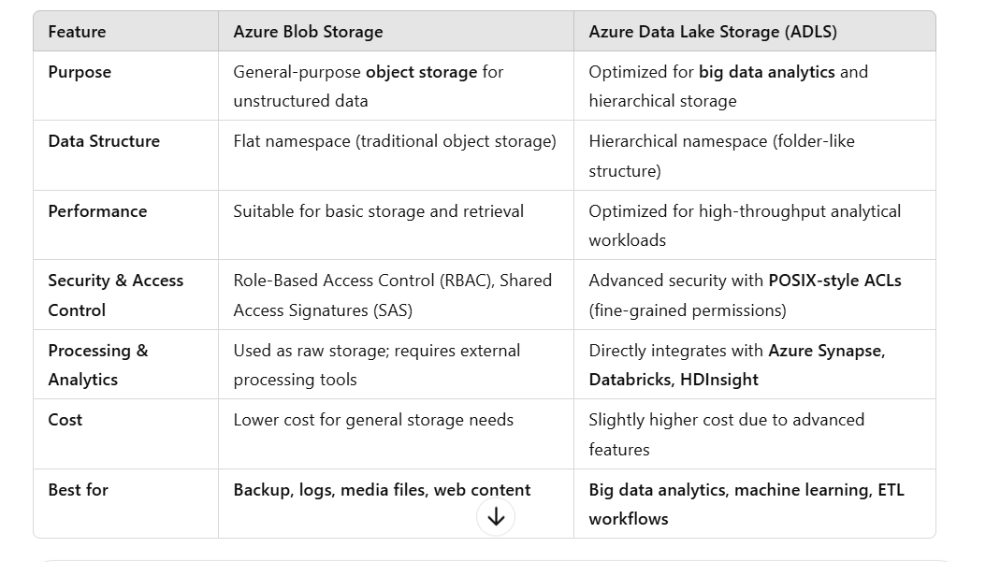 Feature Azure Blob Storage Azure Data Lake Storage (ADLS)
Purpose General-purpose object storage for Optimized for big data analytics and
unstructured data hierarchical storage
Data Structure Flat namespace (traditional object storage) Hierarchical namespace (folder-like
structure)
Performance Suitable for basic storage and retrieval Optimized for high-throughput analytical
workloads
Security & Access Role-Based Access Control (RBAC), Shared Advanced security with POSIX-style ACLs
Control Access Signatures (SAS) (fine-grained permissions)
Processing & Used as raw storage; requires external Directly integrates with Azure Synapse,
Analytics processing tools Databricks, HDInsight
Cost Lower cost for general storage needs Slightly higher cost due to advanced
features
Best for Backup, logs, media files, web content Big data analytics, machine learning, ETL
workflows